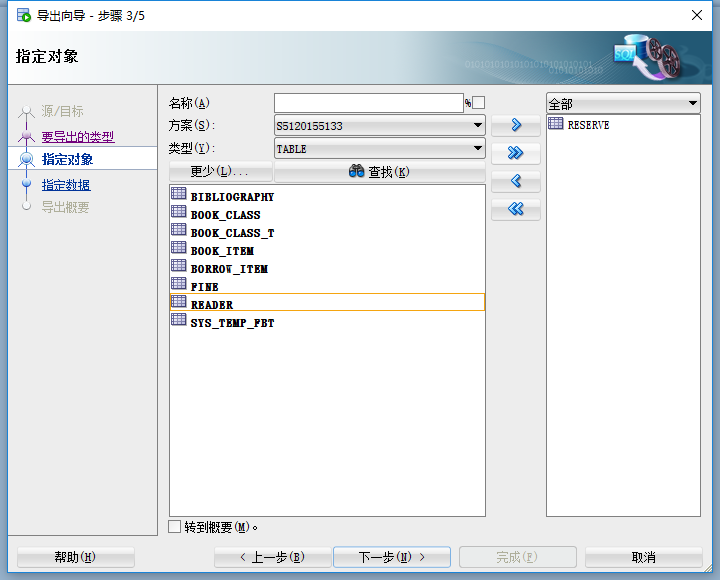 导出向导 - 步骤 3/5
指定对象
源/目标
要导出的类型
指定对象
指定数据
导出概要
名称(A) %
方案(S): S5120155133
类型(Y): TABLE
更少(L)... 查找(K)
BIBLIOGRAPHY
BOOK_CLASS
BOOK_CLASS_T
BOOK_ITEM
BORROW_ITEM
FINE
READER
SYS_TEMP_FBT
全部
RESERVE
转到概要(M)。
帮助(H) < 上一步(B) 下一步(N) > 完成(F) 取消